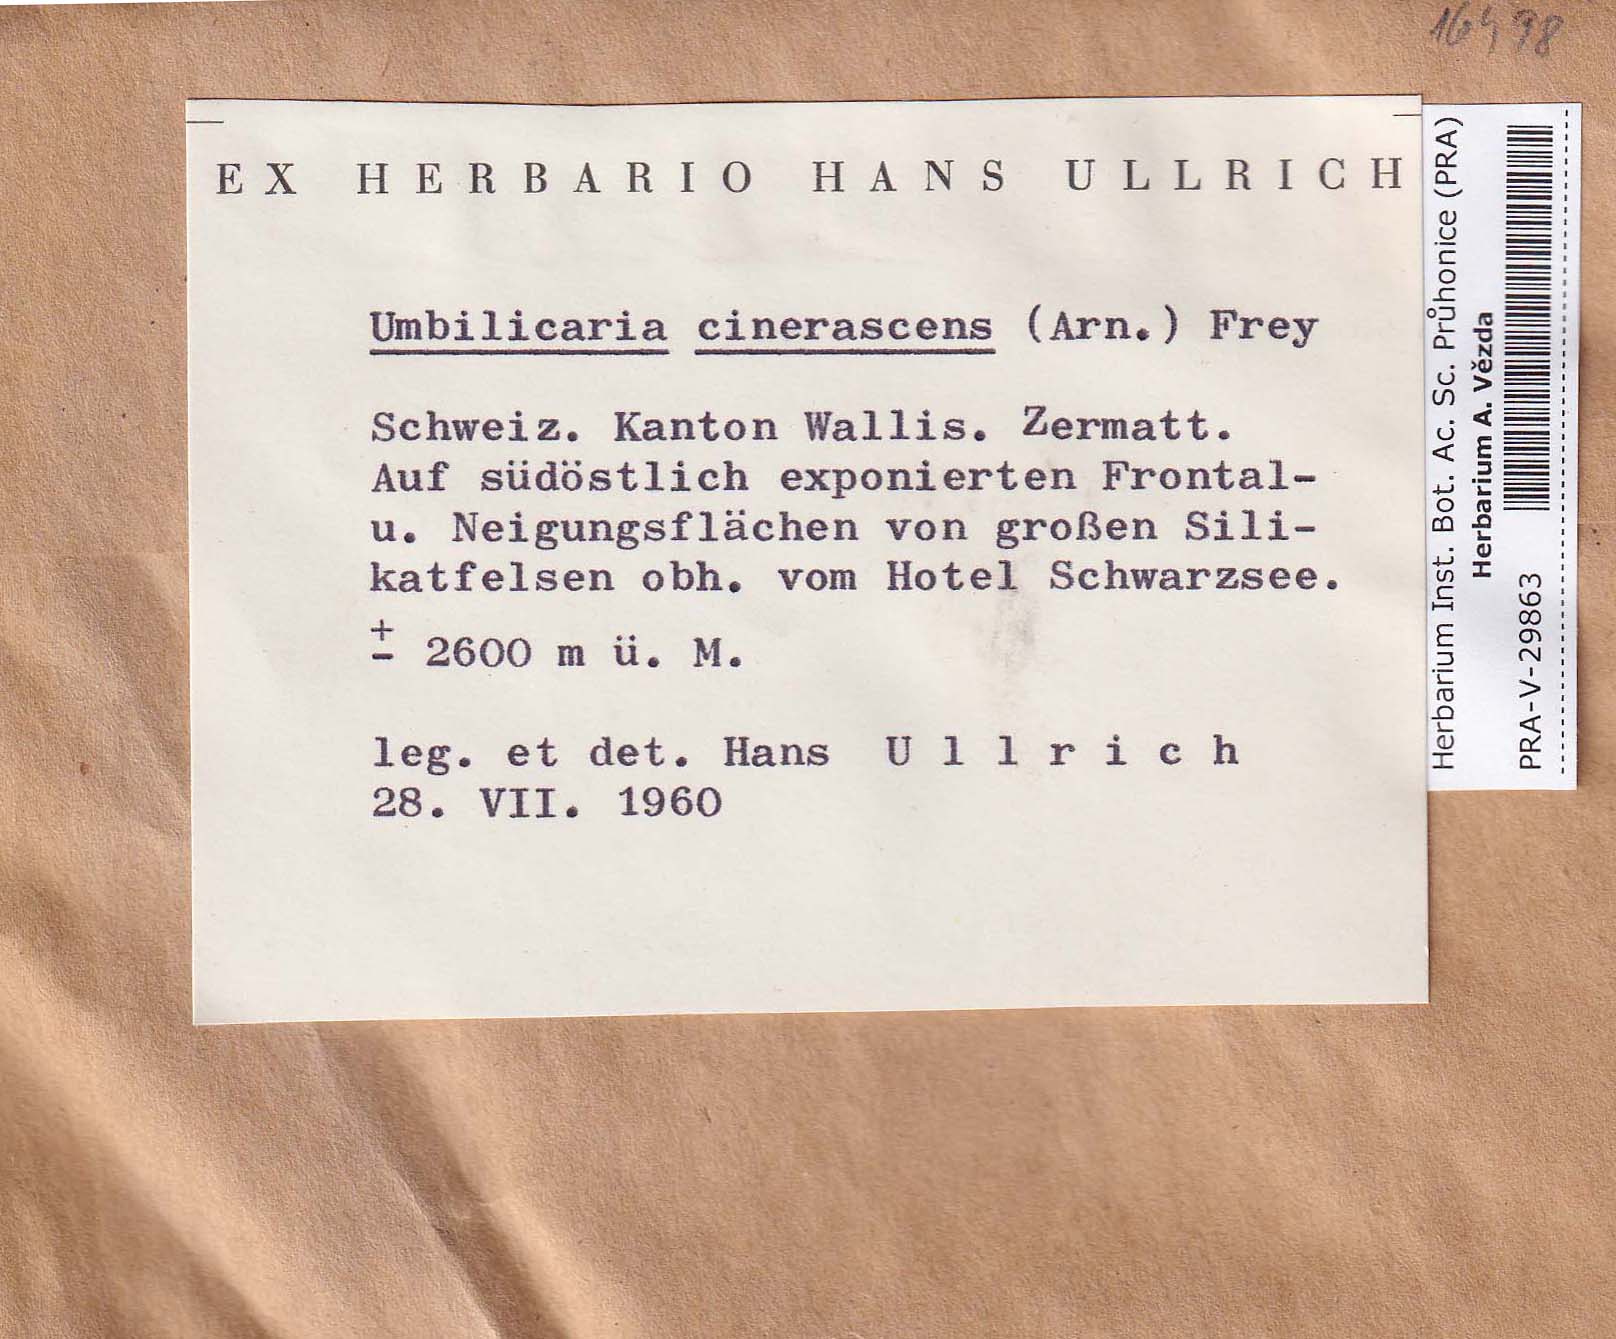 16498
EX HERBARIO HANS ULLRICH
Umbilicaria cinerascens (Arn.) Frey
Schweiz. Kanton Wallis. Zermatt.
Auf südöstlich exponierten Frontal-
u. Neigungsflächen von großen Sili-
katfelsen obh. vom Hotel Schwarzsee.
± 2600 m ü. M.
leg. et det. Hans Ullrich
28. VII. 1960
Herbarium Inst. Bot. Ac. Sc. Průhonice (PRA)
Herbarium A. Vězda
PRA-V-29863